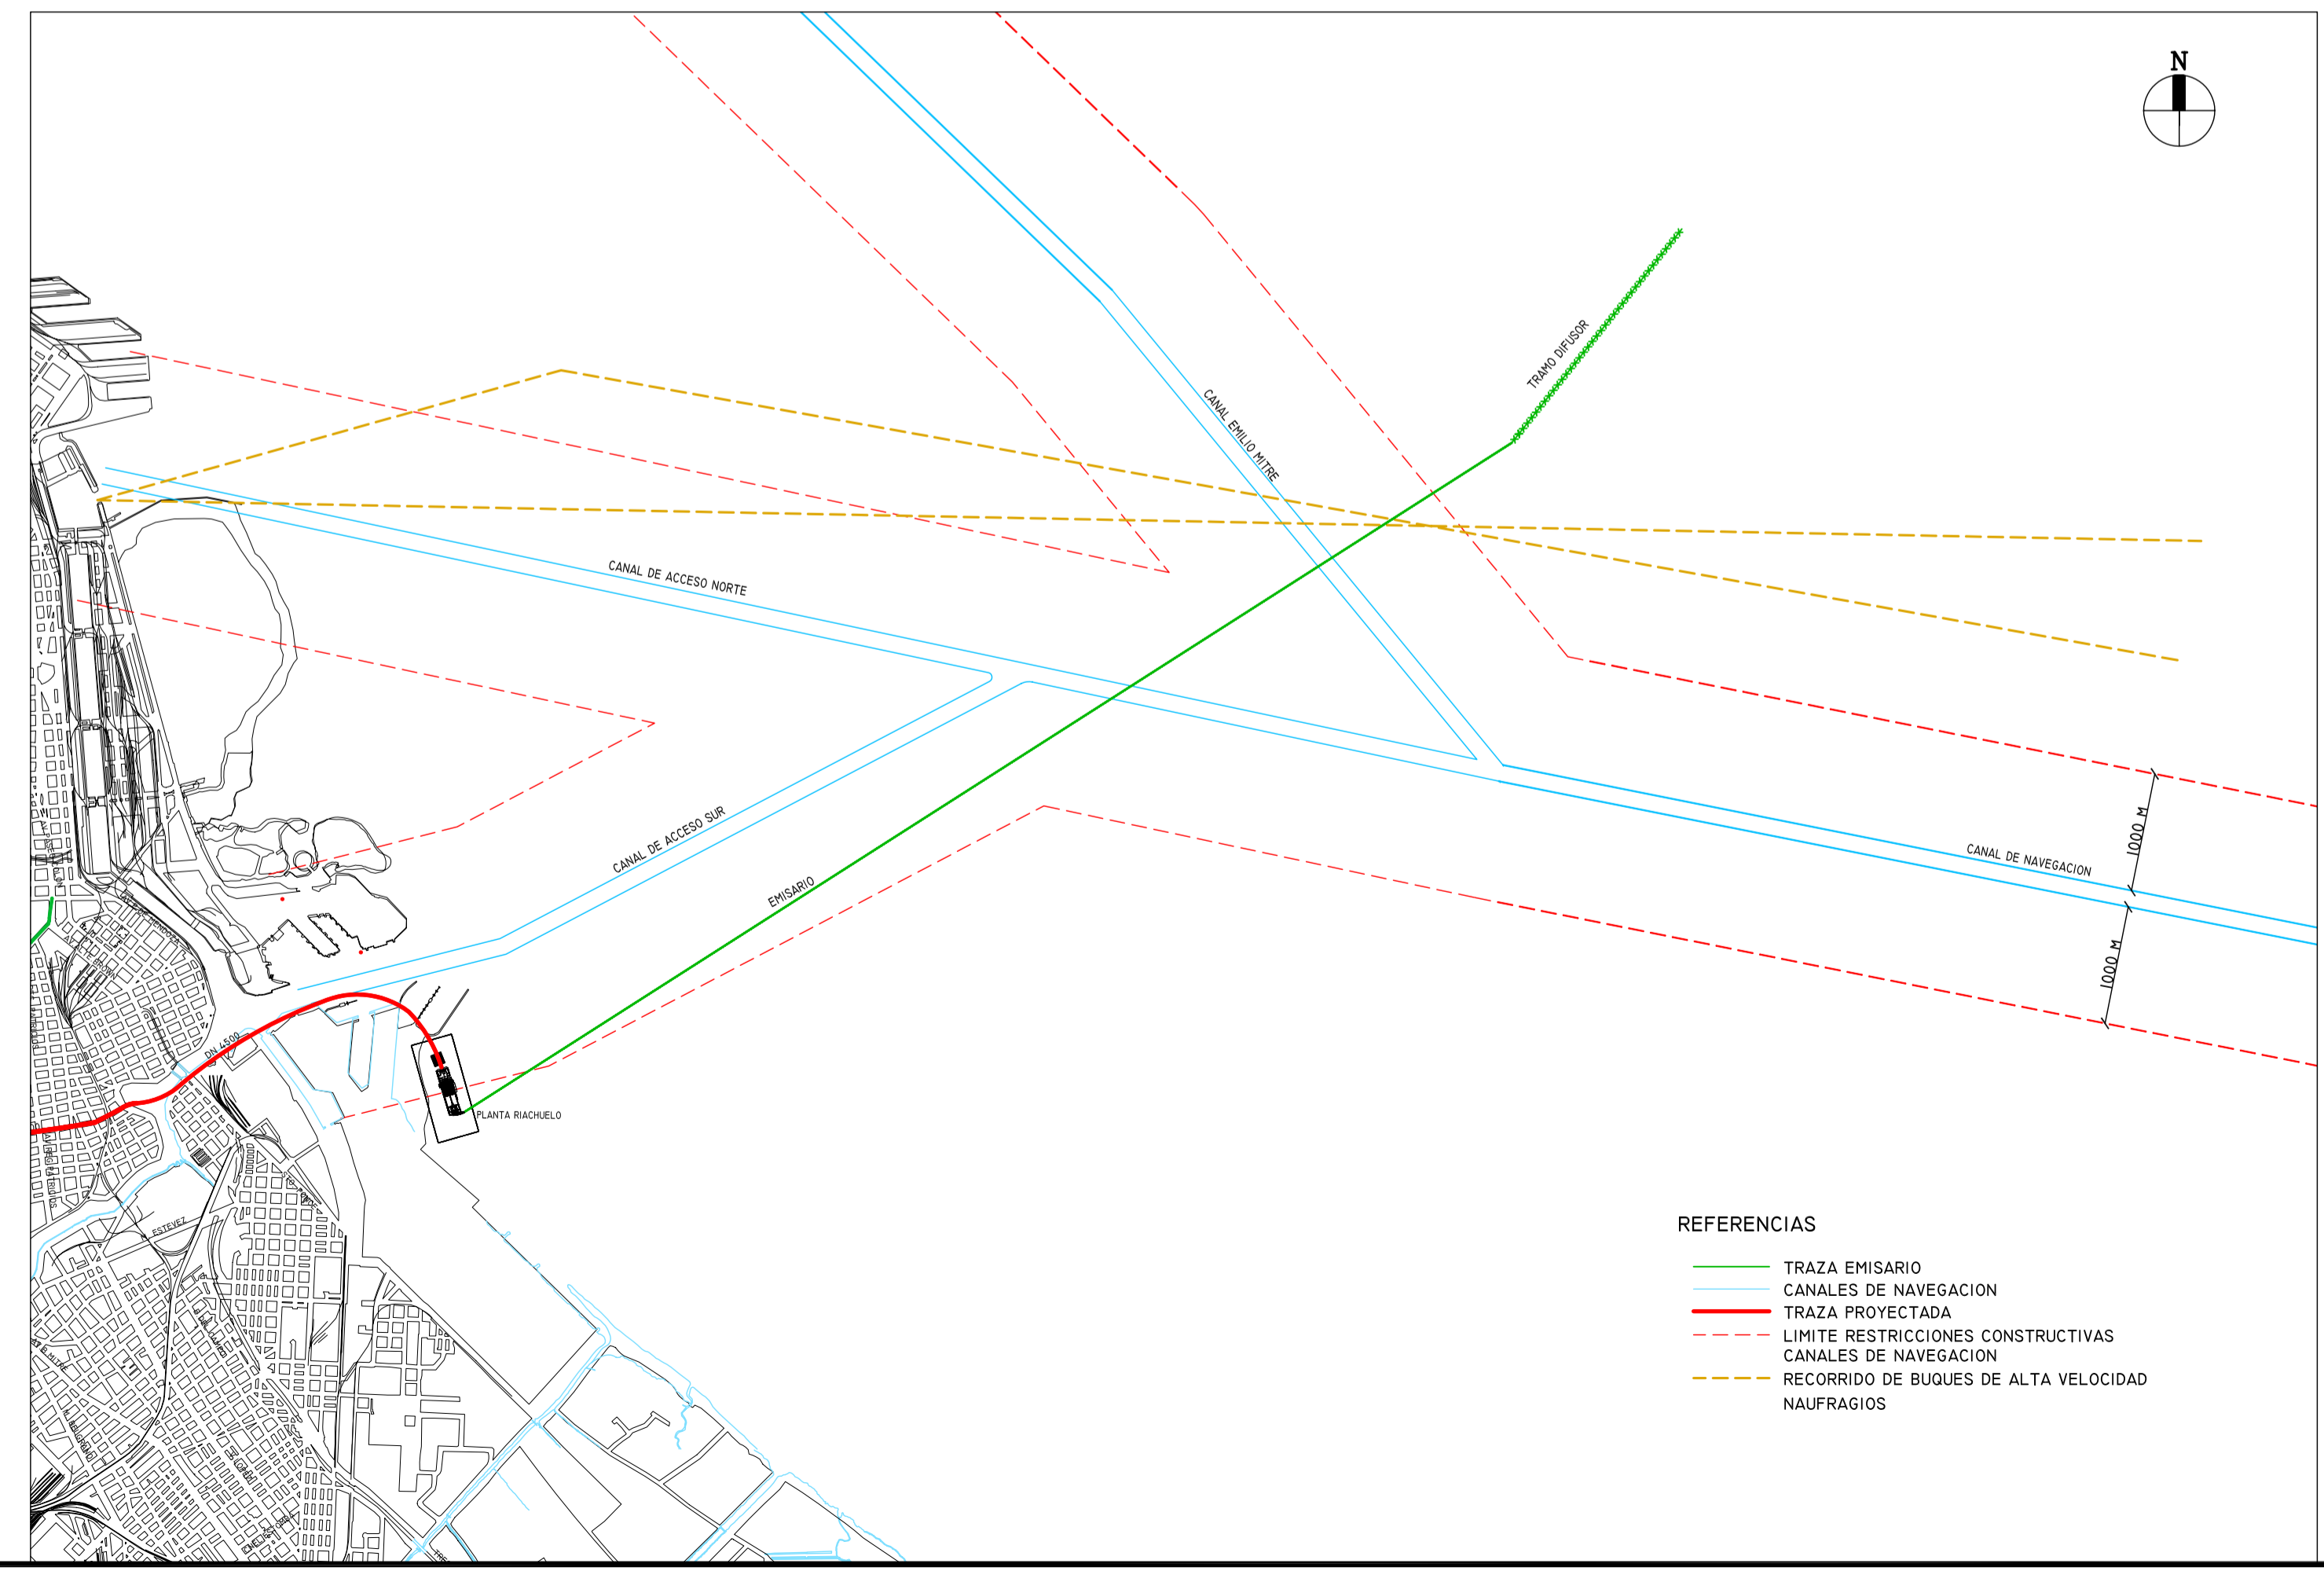 N
TRAMO DIFUSOR
CANAL EMILIO MITRE
CANAL DE ACCESO NORTE
CANAL DE ACCESO SUR
EMISARIO
1000 M
CANAL DE NAVEGACION
1000 M
DN 4500
PLANTA RIACHUELO
ESTEVEZ
REFERENCIAS
TRAZA EMISARIO
CANALES DE NAVEGACION
TRAZA PROYECTADA
LIMITE RESTRICCIONES CONSTRUCTIVAS
CANALES DE NAVEGACION
RECORRIDO DE BUQUES DE ALTA VELOCIDAD
NAUFRAGIOS